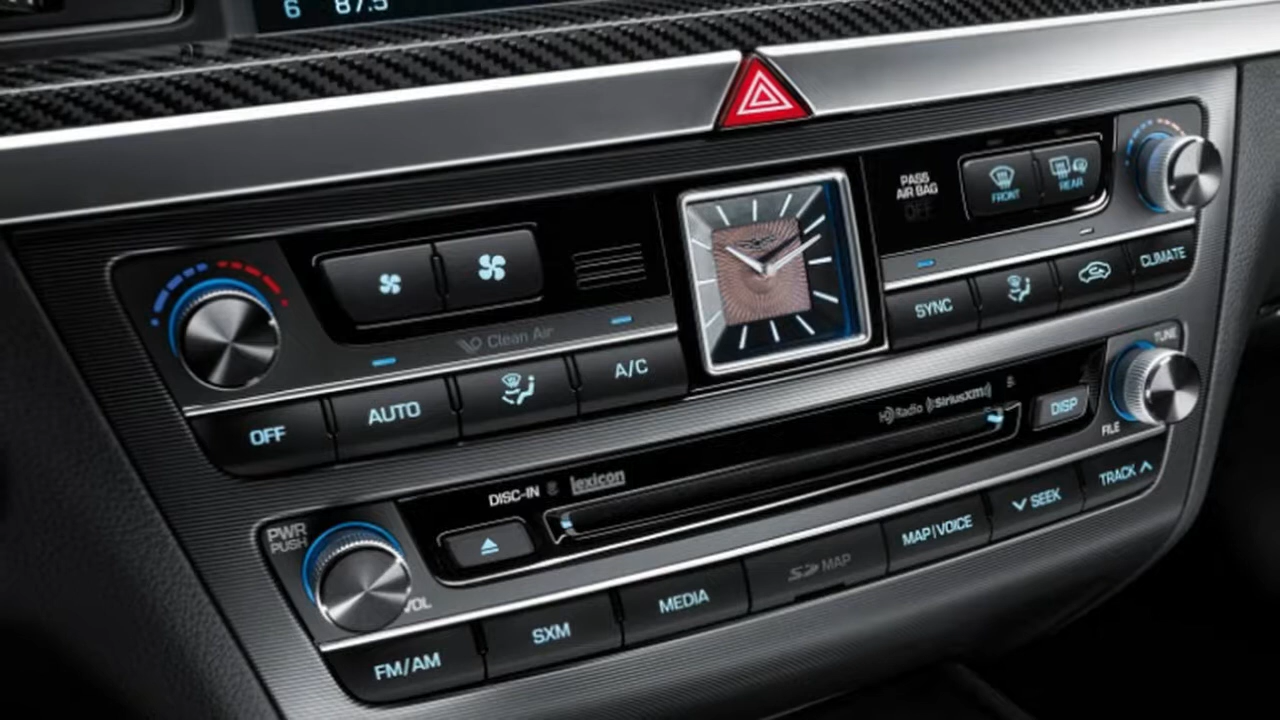 6 87.5
PASS
AIR BAG
OFF
FRONT
REAR
Clean Air
OFF
AUTO
A/C
SYNC
CLIMATE
TUNE
FILE
HD Radio SiriusXM
DISP
DISC-IN lexicon
PWR
PUSH
VOL
FM/AM
SXM
MEDIA
SD MAP
MAP/VOICE
SEEK
TRACK